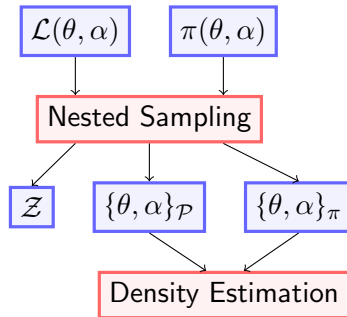 ℒ(θ, α) π(θ, α)
Nested Sampling
𝒵 {θ, α}_𝒫 {θ, α}_π
Density Estimation